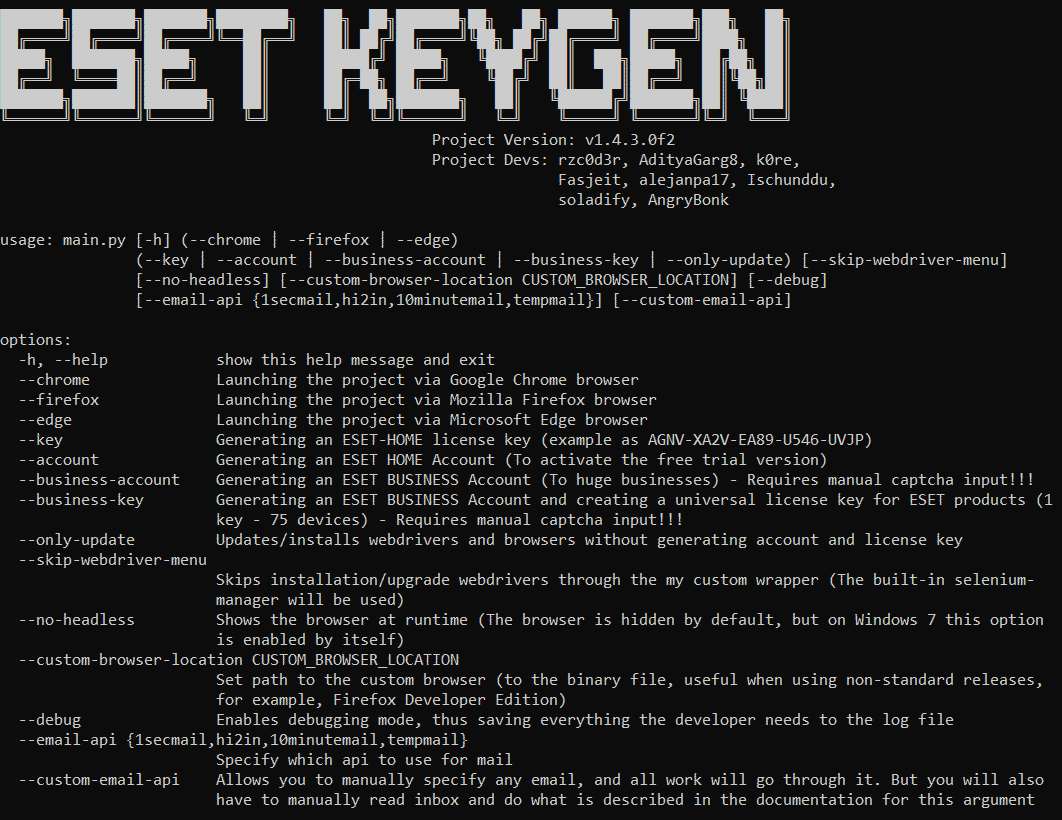 ESET KEYGEN
Project Version: v1.4.3.0f2
Project Devs: rzc0d3r, AdityaGarg8, k0re,
Fasjeit, alejanpa17, Ischunddu,
soladify, AngryBonk
usage: main.py [-h] (--chrome | --firefox | --edge)
(--key | --account | --business-account | --business-key | --only-update) [--skip-webdriver-menu]
[--no-headless] [--custom-browser-location CUSTOM_BROWSER_LOCATION] [--debug]
[--email-api {1secmail,hi2in,10minutemail,tempmail}] [--custom-email-api]
options:
-h, --help show this help message and exit
--chrome Launching the project via Google Chrome browser
--firefox Launching the project via Mozilla Firefox browser
--edge Launching the project via Microsoft Edge browser
--key Generating an ESET-HOME license key (example as AGNV-XA2V-EA89-U546-UVJP)
--account Generating an ESET HOME Account (To activate the free trial version)
--business-account Generating an ESET BUSINESS Account (To huge businesses) - Requires manual captcha input!!!
--business-key Generating an ESET BUSINESS Account and creating a universal license key for ESET products (1
key - 75 devices) - Requires manual captcha input!!!
--only-update Updates/installs webdrivers and browsers without generating account and license key
--skip-webdriver-menu
Skips installation/upgrade webdrivers through the my custom wrapper (The built-in selenium-
manager will be used)
--no-headless Shows the browser at runtime (The browser is hidden by default, but on Windows 7 this option
is enabled by itself)
--custom-browser-location CUSTOM_BROWSER_LOCATION
Set path to the custom browser (to the binary file, useful when using non-standard releases,
for example, Firefox Developer Edition)
--debug Enables debugging mode, thus saving everything the developer needs to the log file
--email-api {1secmail,hi2in,10minutemail,tempmail}
Specify which api to use for mail
--custom-email-api Allows you to manually specify any email, and all work will go through it. But you will also
have to manually read inbox and do what is described in the documentation for this argument